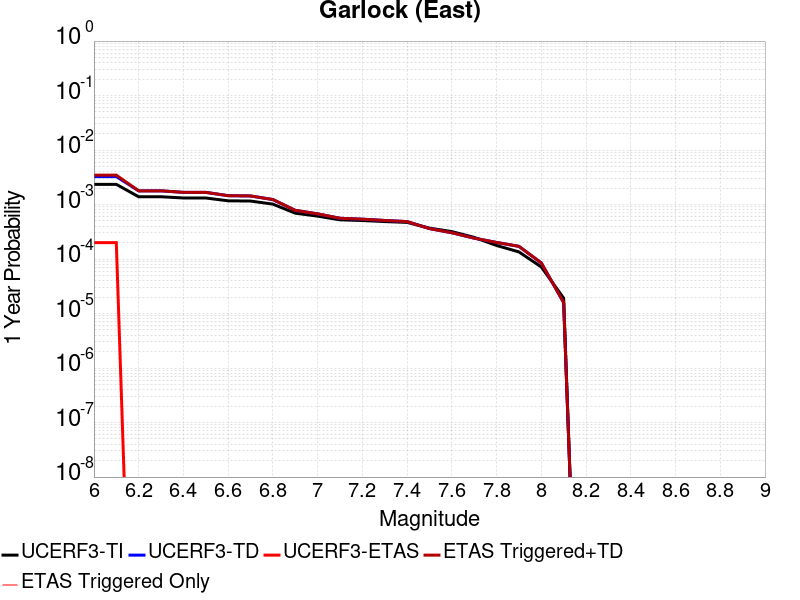 Garlock (East)
10^0
10^-1
10^-2
10^-3
10^-4
10^-5
10^-6
10^-7
10^-8
1 Year Probability
6 6.2 6.4 6.6 6.8 7 7.2 7.4 7.6 7.8 8 8.2 8.4 8.6 8.8 9
Magnitude
UCERF3-TI UCERF3-TD UCERF3-ETAS ETAS Triggered+TD
ETAS Triggered Only